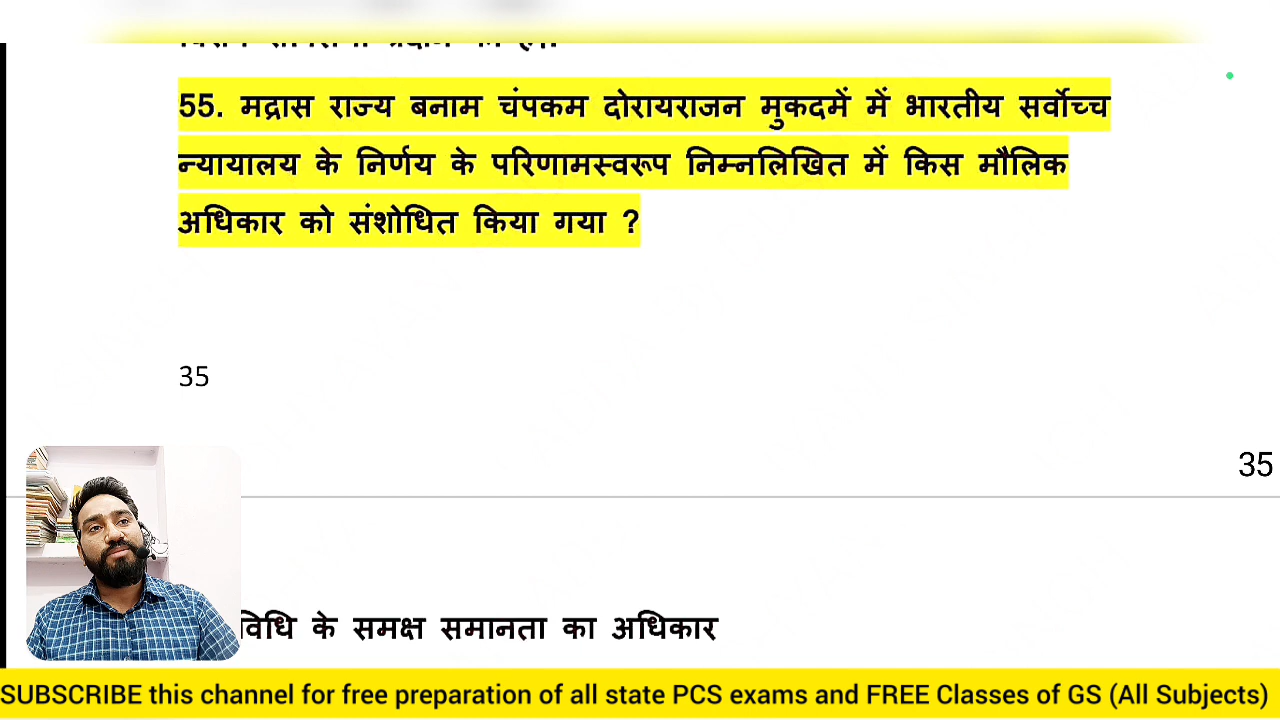 55. मद्रास राज्य बनाम चंपकम दोरायराजन मुकदमें में भारतीय सर्वोच्च
न्यायालय के निर्णय के परिणामस्वरूप निम्नलिखित में किस मौलिक
अधिकार को संशोधित किया गया ?
35
35
विधि के समक्ष समानता का अधिकार
SUBSCRIBE this channel for free preparation of all state PCS exams and FREE Classes of GS (All Subjects)